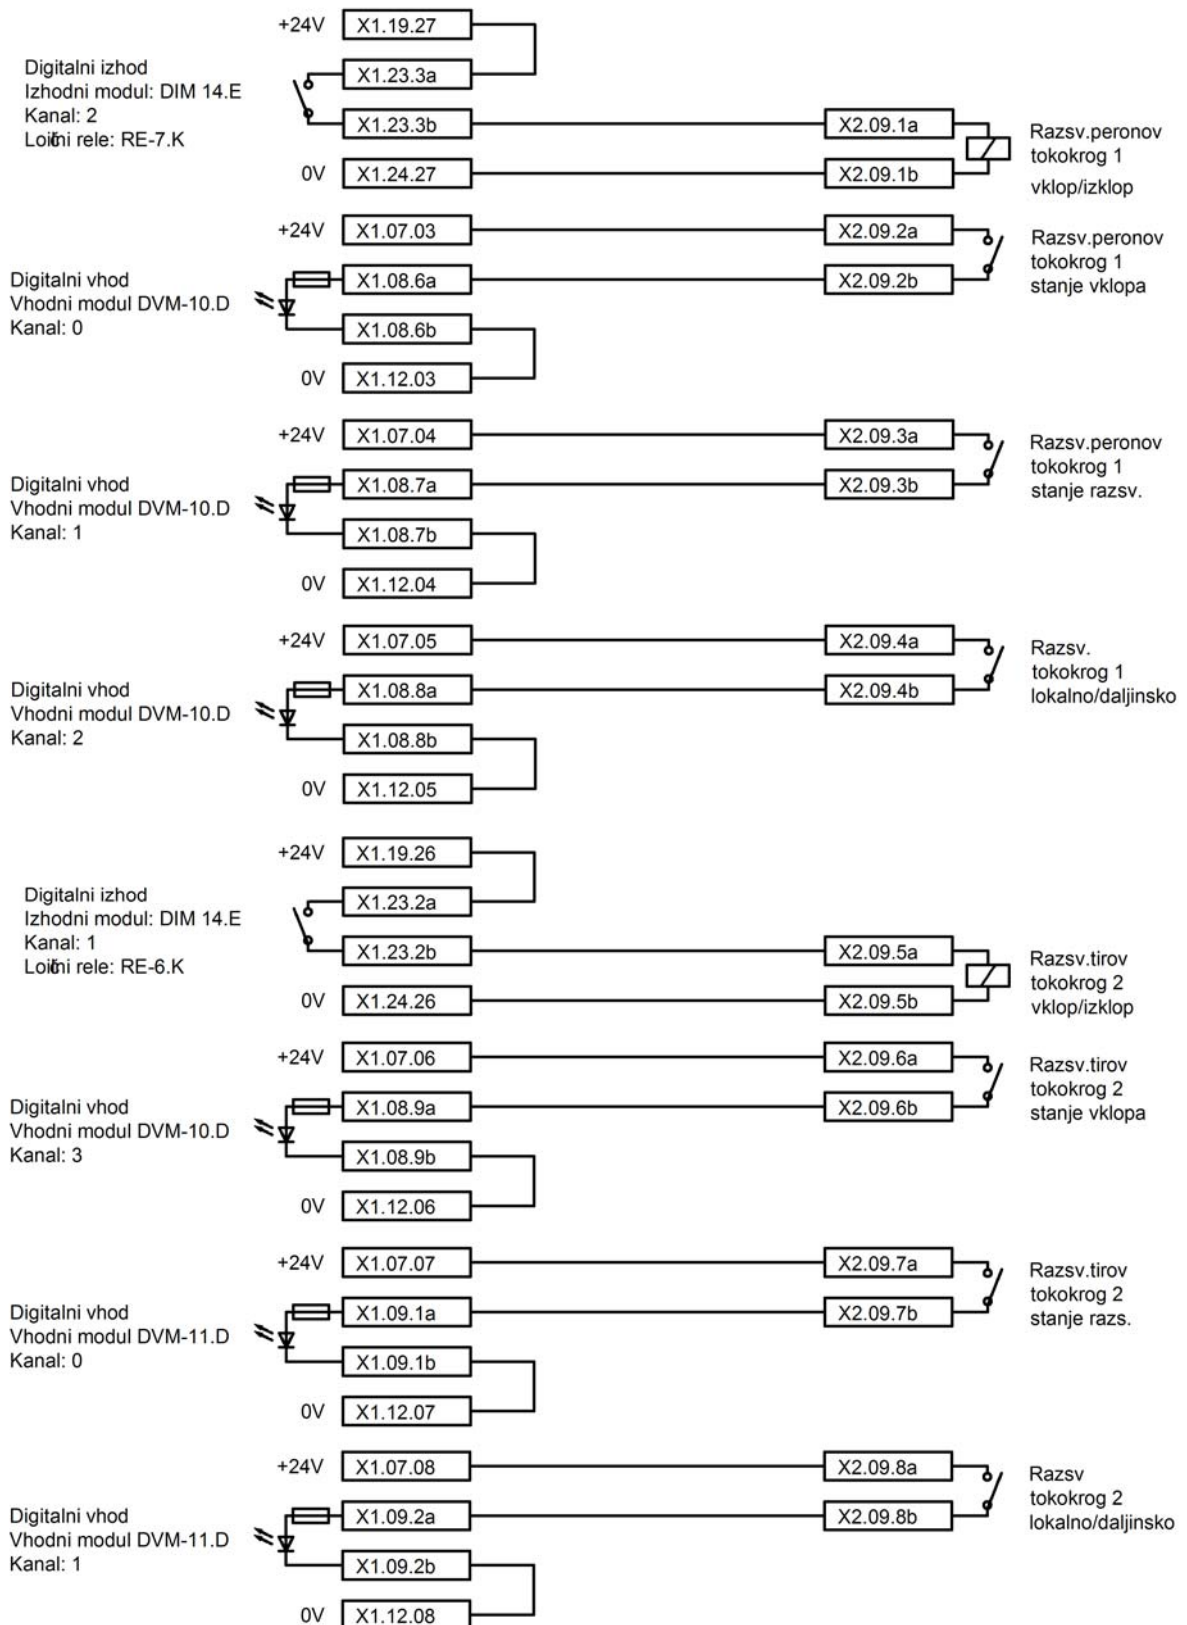 +24V X1.19.27
Digitalni izhod
Izhodni modul: DIM 14.E
Kanal: 2
rele: RE-7.K
X1.23.3a
X1.23.3b X2.09.1a
0V X1.24.27 X2.09.1b
Razsv.peronov
tokokrog 1
vklop/izklop
+24V X1.07.03 X2.09.2a
Digitalni vhod
Vhodni modul DVM-10.D
Kanal: 0
X1.08.6a X2.09.2b
X1.08.6b
0V X1.12.03
Razsv.peronov
tokokrog 1
stanje vklopa
+24V X1.07.04 X2.09.3a
Digitalni vhod
Vhodni modul DVM-10.D
Kanal: 1
X1.08.7a X2.09.3b
X1.08.7b
0V X1.12.04
Razsv.peronov
tokokrog 1
stanje razsv.
+24V X1.07.05 X2.09.4a
Digitalni vhod
Vhodni modul DVM-10.D
Kanal: 2
X1.08.8a X2.09.4b
X1.08.8b
0V X1.12.05
Razsv.
tokokrog 1
lokalno/daljinsko
+24V X1.19.26
Digitalni izhod
Izhodni modul: DIM 14.E
Kanal: 1
rele: RE-6.K
X1.23.2a
X1.23.2b X2.09.5a
0V X1.24.26 X2.09.5b
Razsv.tirov
tokokrog 2
vklop/izklop
+24V X1.07.06 X2.09.6a
Digitalni vhod
Vhodni modul DVM-10.D
Kanal: 3
X1.08.9a X2.09.6b
X1.08.9b
0V X1.12.06
Razsv.tirov
tokokrog 2
stanje vklopa
+24V X1.07.07 X2.09.7a
Digitalni vhod
Vhodni modul DVM-11.D
Kanal: 0
X1.09.1a X2.09.7b
X1.09.1b
0V X1.12.07
Razsv.tirov
tokokrog 2
stanje razs.
+24V X1.07.08 X2.09.8a
Digitalni vhod
Vhodni modul DVM-11.D
Kanal: 1
X1.09.2a X2.09.8b
X1.09.2b
0V X1.12.08
Razsv
tokokrog 2
lokalno/daljinsko